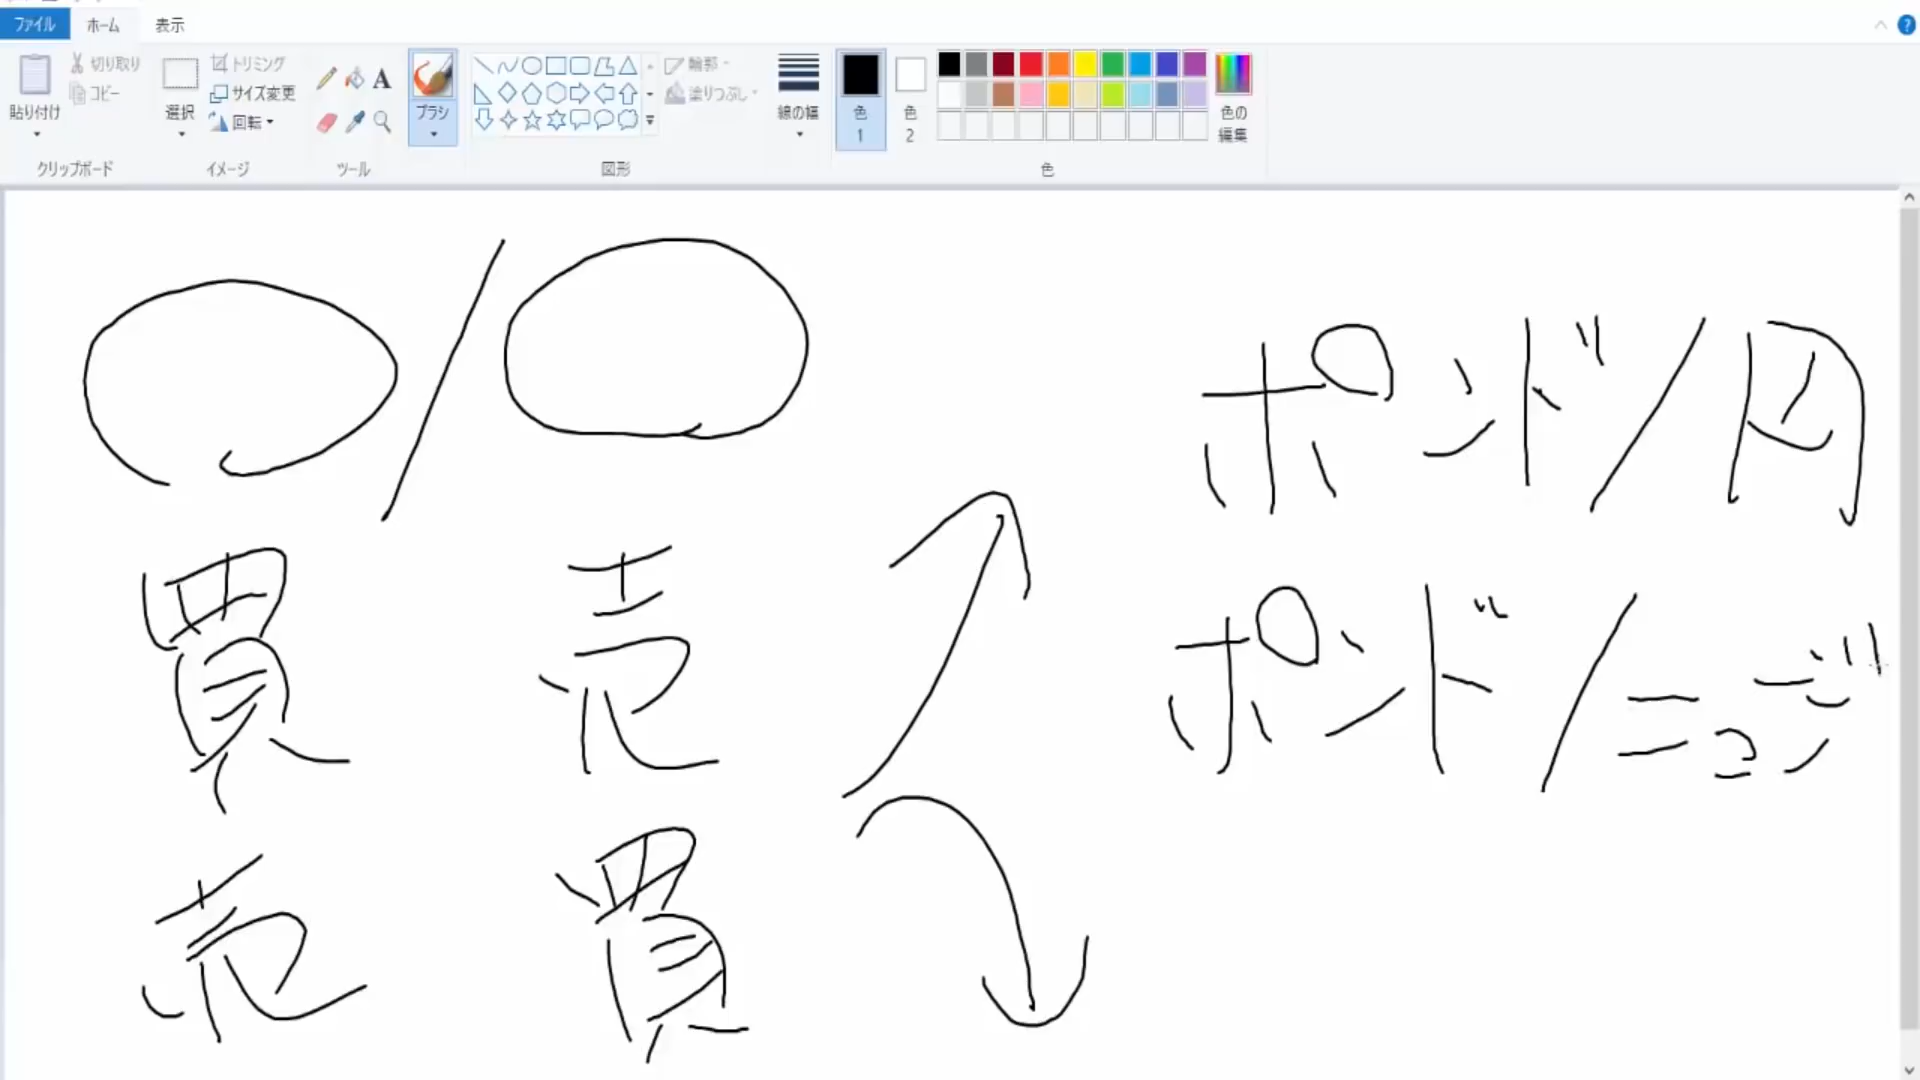 ファイル ホーム 表示
貼り付け 切り取り コピー 選択 トリミング サイズ変更 回転 A ブラシ 輪郭 塗りつぶし 線の幅 色 1 色 2 色の 編集
クリップボード イメージ ツール 図形 色
ポンド/円
買 売
ポンド/
売 買